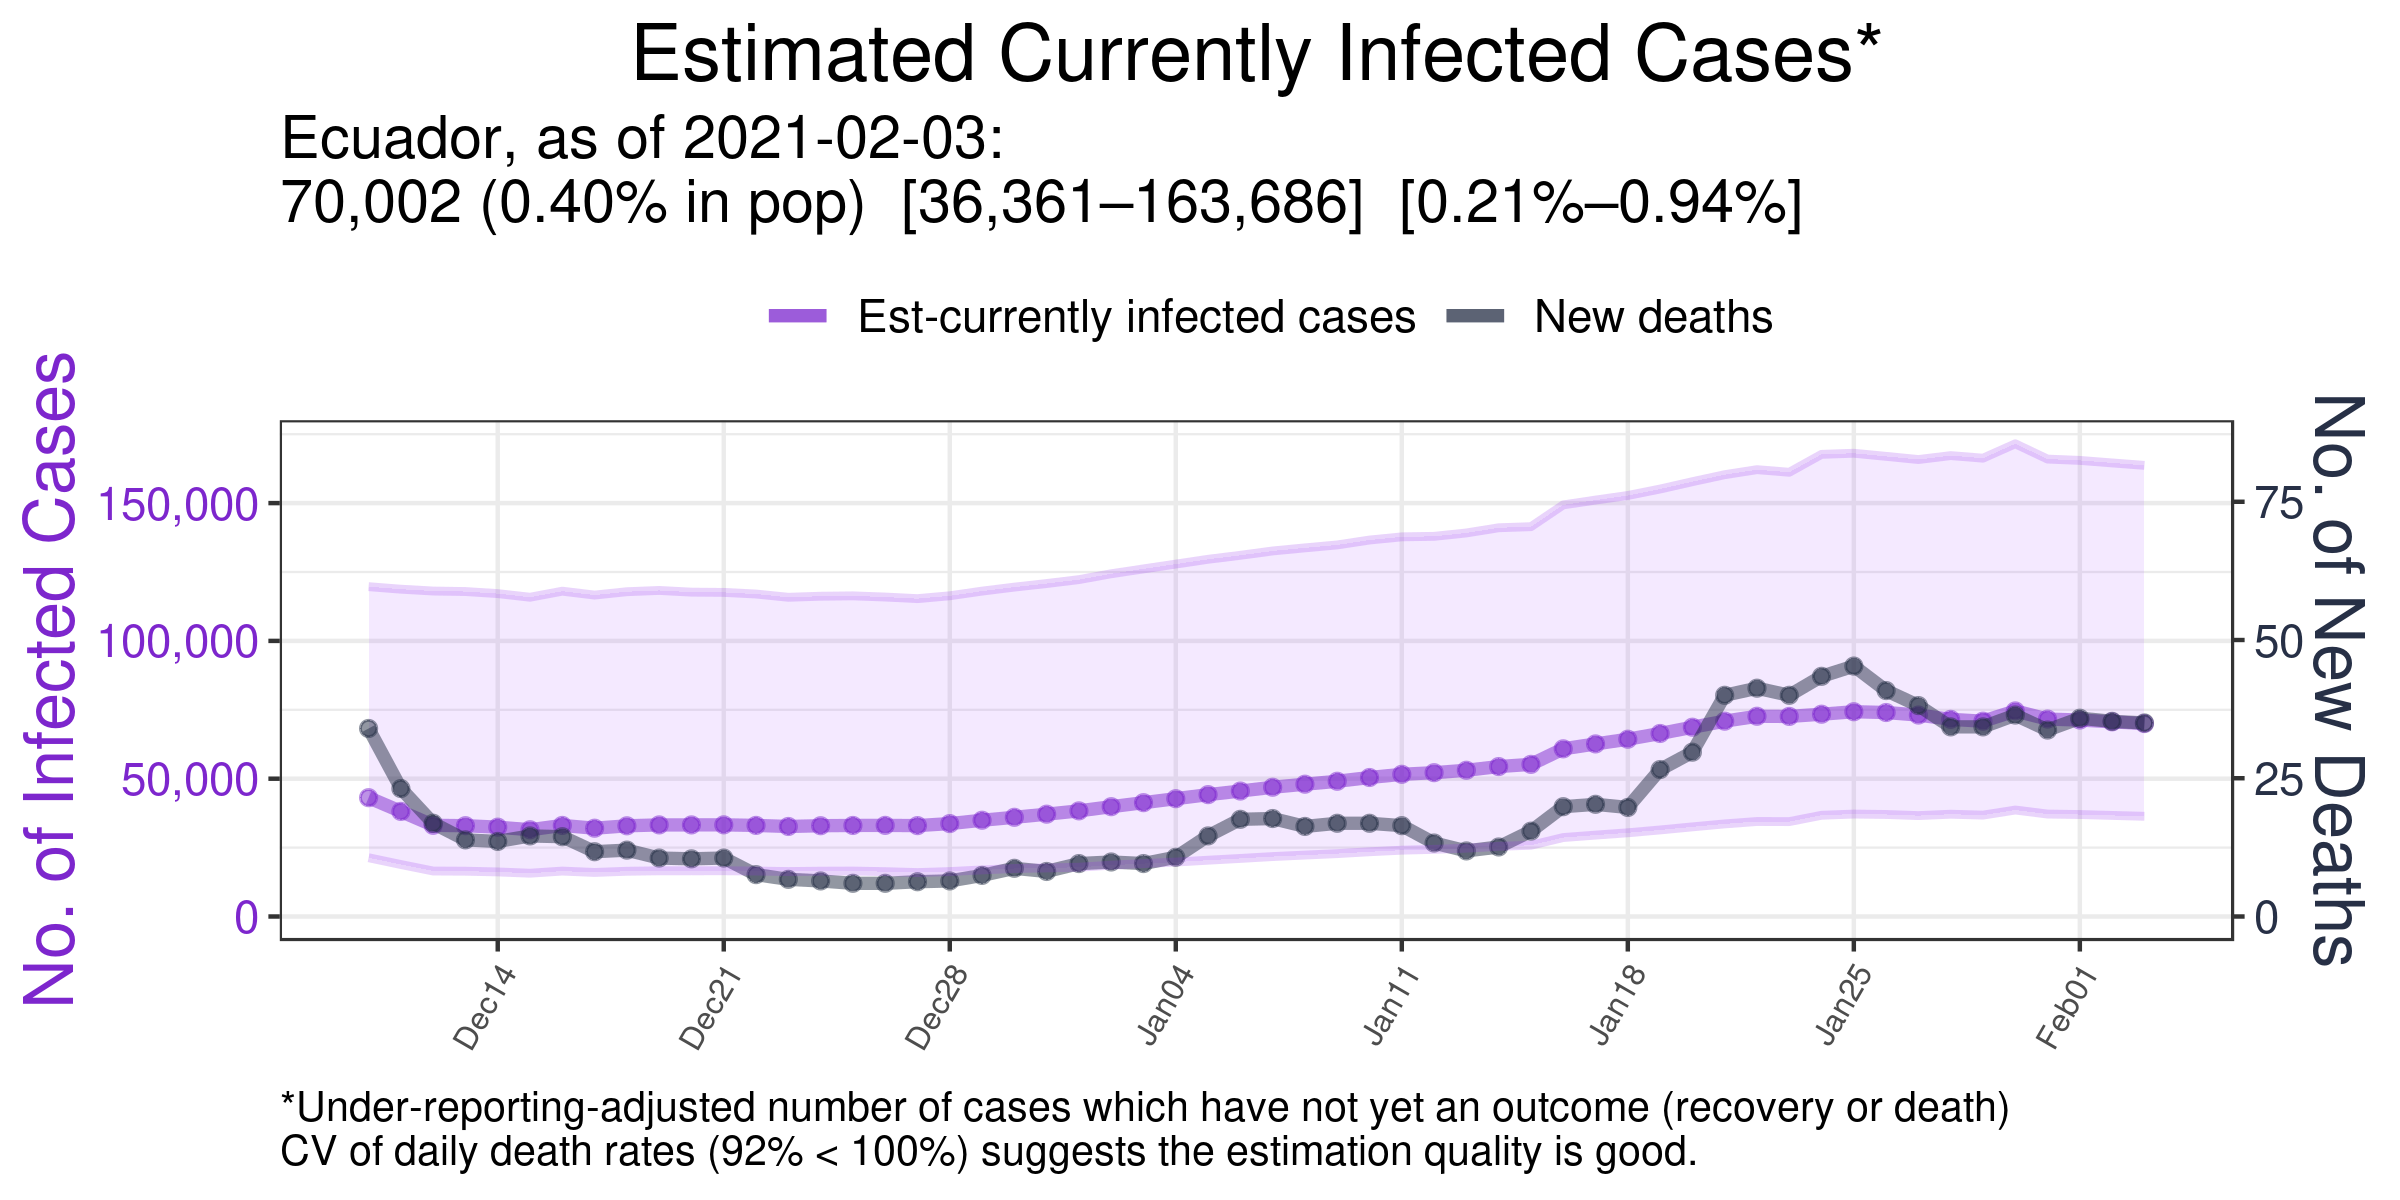 Estimated Currently Infected Cases*
Ecuador, as of 2021-02-03:
70,002 (0.40% in pop)  [36,361–163,686]  [0.21%–0.94%]
Est-currently infected cases
New deaths
No. of Infected Cases
150,000
100,000
50,000
0
75
50
25
0
No. of New Deaths
Dec14
Dec21
Dec28
Jan04
Jan11
Jan18
Jan25
Feb01
*Under-reporting-adjusted number of cases which have not yet an outcome (recovery or death)
CV of daily death rates (92% < 100%) suggests the estimation quality is good.